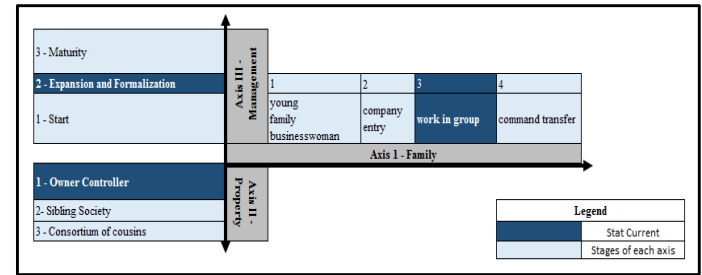 3 - Maturity
2 - Expansion and Formalization
1 - Start
Axis III -
Management
1
2
3
4
young
family
businesswoman
company
entry
work in group
command transfer
Axis 1 - Family
1 - Owner Controller
2- Sibling Society
3 - Consortium of cousins
Axis II -
Property
Legend
Stat Current
Stages of each axis